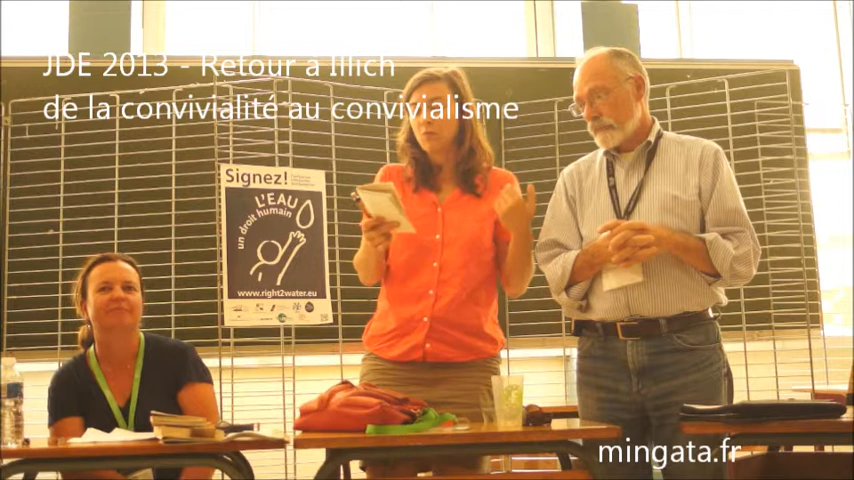 JDE 2013 - Retour à Illich
de la convivialité au convivialisme
Signez!
L'EAU
un droit humain
www.right2water.eu
mingata.fr